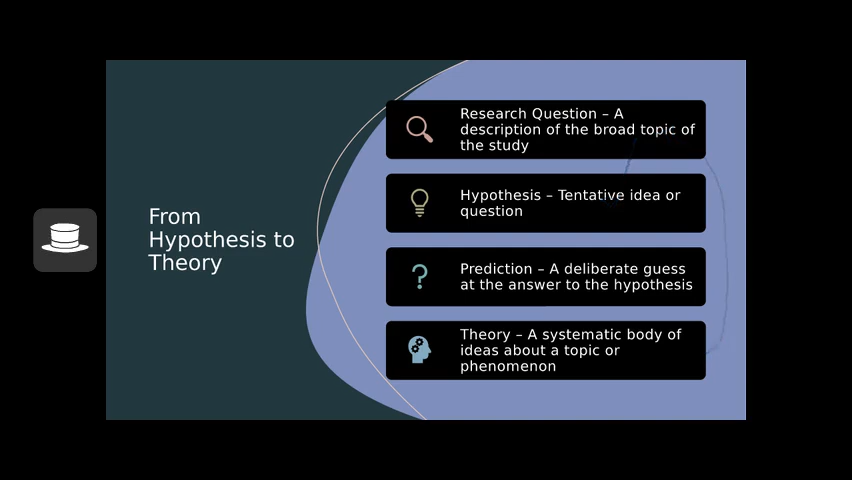 From
Hypothesis to
Theory
Research Question – A
description of the broad topic of
the study
Hypothesis – Tentative idea or
question
Prediction – A deliberate guess
at the answer to the hypothesis
Theory – A systematic body of
ideas about a topic or
phenomenon